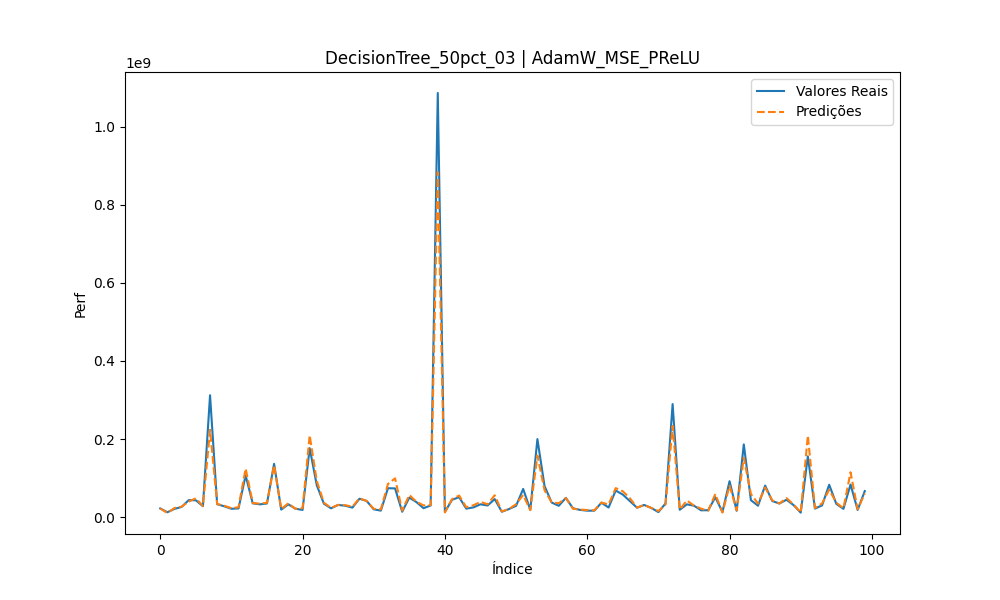 DecisionTree_50pct_03 | AdamW_MSE_PReLU
1e9
Valores Reais
Predições
1.0
0.8
0.6
0.4
0.2
0.0
Perf
0 20 40 60 80 100
Índice